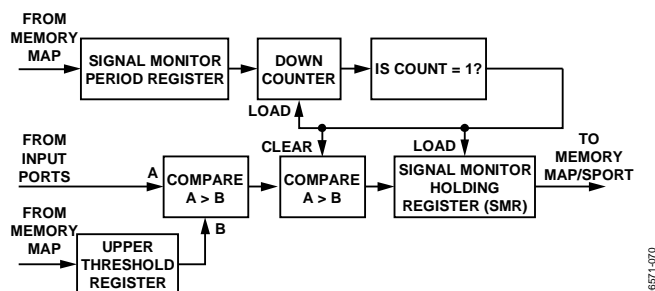 FROM
MEMORY
MAP
SIGNAL MONITOR
PERIOD REGISTER
DOWN
COUNTER
IS COUNT = 1?
LOAD
FROM
INPUT
PORTS
A
COMPARE
A > B
CLEAR
COMPARE
A > B
LOAD
SIGNAL MONITOR
HOLDING
REGISTER (SMR)
TO
MEMORY
MAP/SPORT
FROM
MEMORY
MAP
B
UPPER
THRESHOLD
REGISTER
6571-070